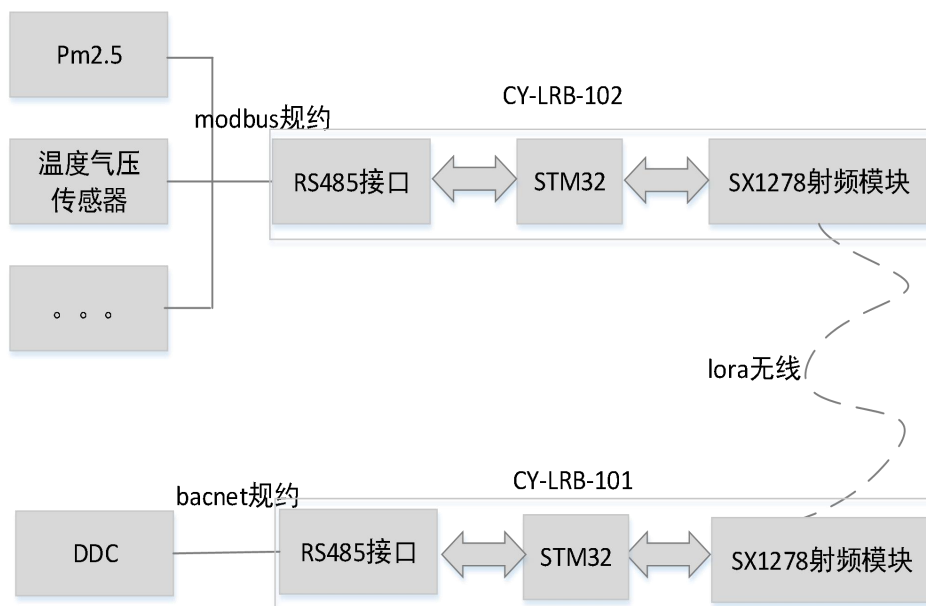 Pm2.5
CY-LRB-102
modbus规约
温度气压
传感器
RS485接口
STM32
SX1278射频模块
。。。
lora无线
CY-LRB-101
bacnet规约
DDC
RS485接口
STM32
SX1278射频模块